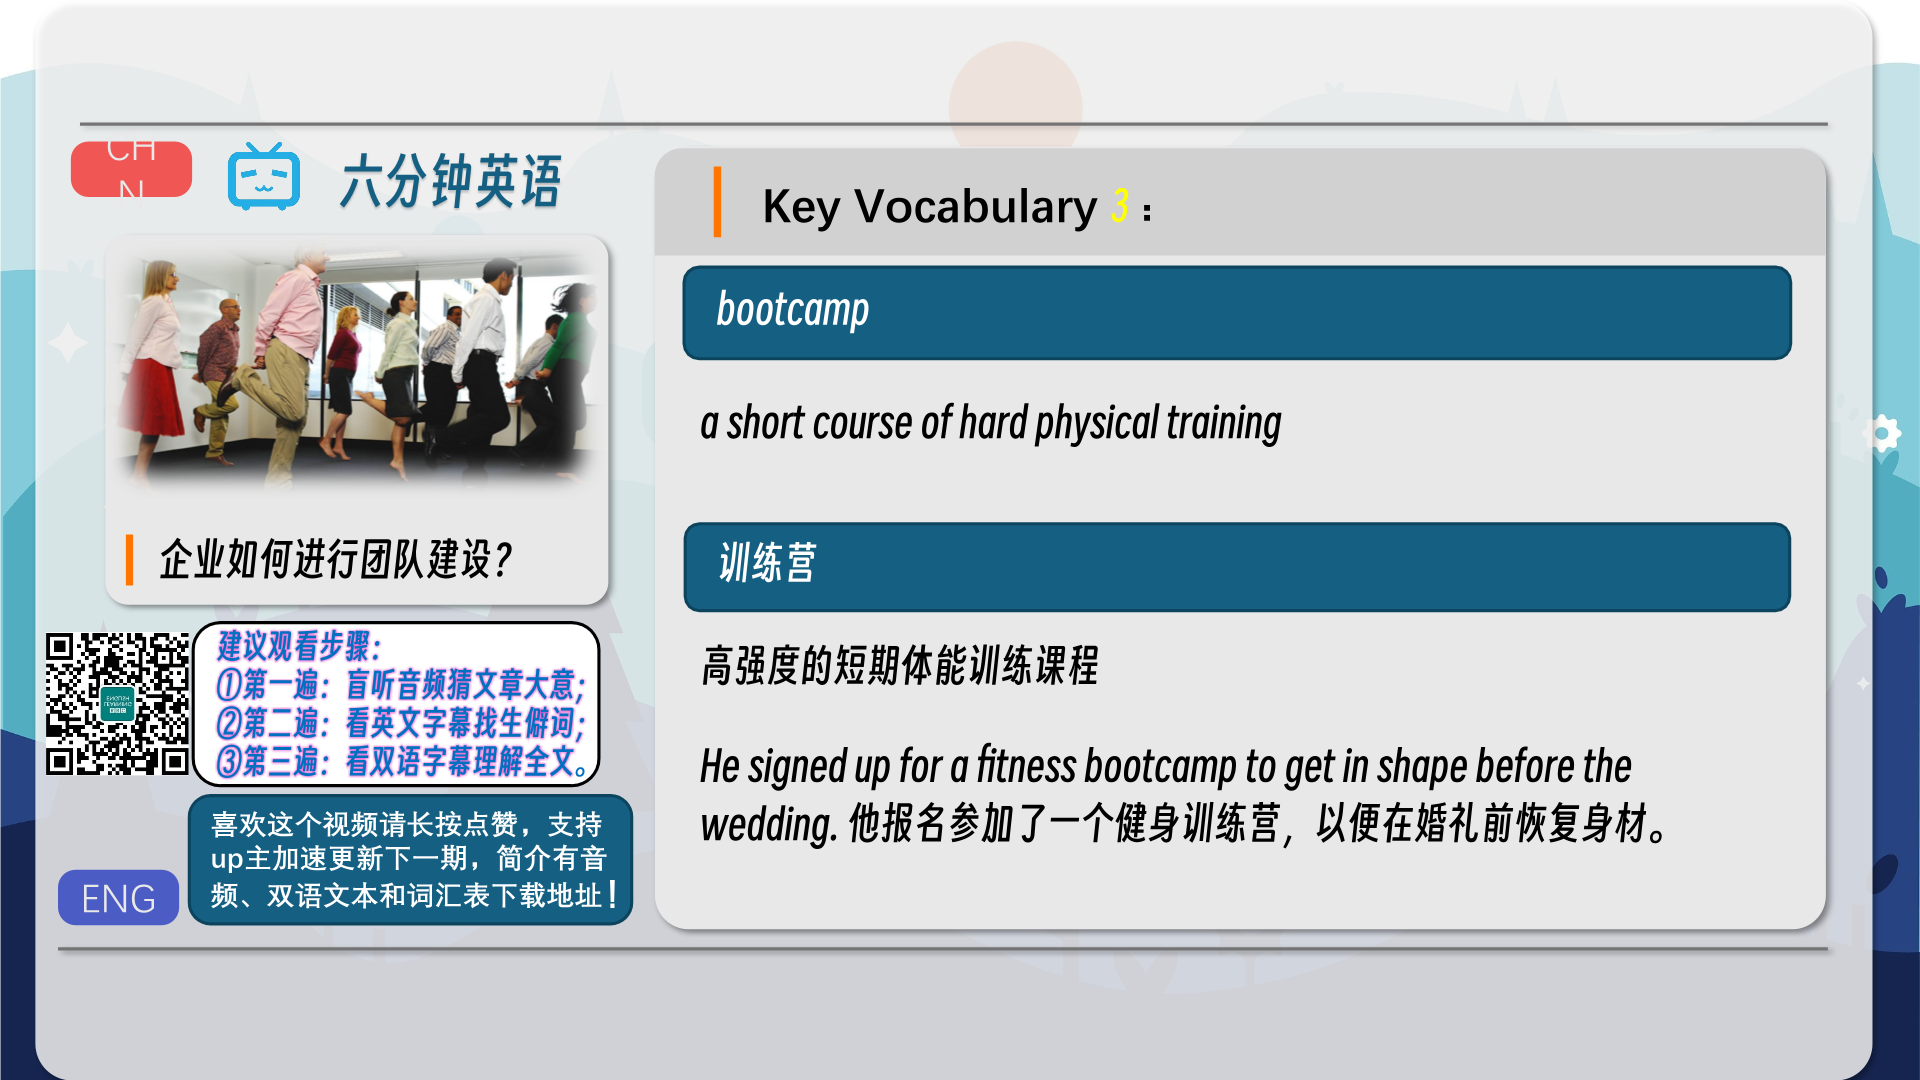 CH
N
六分钟英语
企业如何进行团队建设？
建议观看步骤：
①第一遍：盲听音频猜文章大意；
②第二遍：看英文字幕找生僻词；
③第三遍：看双语字幕理解全文。
喜欢这个视频请长按点赞，支持
up主加速更新下一期，简介有音
频、双语文本和词汇表下载地址！
ENG
Key Vocabulary 3：
bootcamp
a short course of hard physical training
训练营
高强度的短期体能训练课程
He signed up for a fitness bootcamp to get in shape before the
wedding. 他报名参加了一个健身训练营，以便在婚礼前恢复身材。